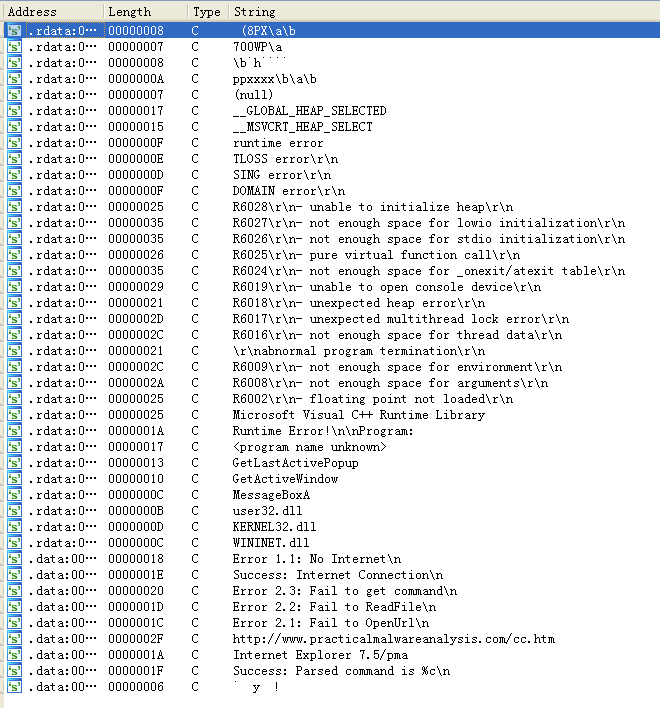 Address Length Type String
.rdata:0… 00000008 C (8PX\a\b
.rdata:0… 00000007 C 700WP\a
.rdata:0… 00000008 C \b`h````
.rdata:0… 0000000A C ppxxxx\b\a\b
.rdata:0… 00000007 C (null)
.rdata:0… 00000017 C __GLOBAL_HEAP_SELECTED
.rdata:0… 00000015 C __MSVCRT_HEAP_SELECT
.rdata:0… 0000000F C runtime error
.rdata:0… 0000000E C TLOSS error\r\n
.rdata:0… 0000000D C SING error\r\n
.rdata:0… 0000000F C DOMAIN error\r\n
.rdata:0… 00000025 C R6028\r\n- unable to initialize heap\r\n
.rdata:0… 00000035 C R6027\r\n- not enough space for lowio initialization\r\n
.rdata:0… 00000035 C R6026\r\n- not enough space for stdio initialization\r\n
.rdata:0… 00000026 C R6025\r\n- pure virtual function call\r\n
.rdata:0… 00000035 C R6024\r\n- not enough space for _onexit/atexit table\r\n
.rdata:0… 00000029 C R6019\r\n- unable to open console device\r\n
.rdata:0… 00000021 C R6018\r\n- unexpected heap error\r\n
.rdata:0… 0000002D C R6017\r\n- unexpected multithread lock error\r\n
.rdata:0… 0000002C C R6016\r\n- not enough space for thread data\r\n
.rdata:0… 00000021 C \r\nabnormal program termination\r\n
.rdata:0… 0000002C C R6009\r\n- not enough space for environment\r\n
.rdata:0… 0000002A C R6008\r\n- not enough space for arguments\r\n
.rdata:0… 00000025 C R6002\r\n- floating point not loaded\r\n
.rdata:0… 00000025 C Microsoft Visual C++ Runtime Library
.rdata:0… 0000001A C Runtime Error!\n\nProgram:
.rdata:0… 00000017 C <program name unknown>
.rdata:0… 00000013 C GetLastActivePopup
.rdata:0… 00000010 C GetActiveWindow
.rdata:0… 0000000C C MessageBoxA
.rdata:0… 0000000B C user32.dll
.rdata:0… 0000000D C KERNEL32.dll
.rdata:0… 0000000C C WININET.dll
.data:00… 00000018 C Error 1.1: No Internet\n
.data:00… 0000001E C Success: Internet Connection\n
.data:00… 00000020 C Error 2.3: Fail to get command\n
.data:00… 0000001D C Error 2.2: Fail to ReadFile\n
.data:00… 0000001C C Error 2.1: Fail to OpenUrl\n
.data:00… 0000002F C http://www.practicalmalwareanalysis.com/cc.htm
.data:00… 0000001A C Internet Explorer 7.5/pma
.data:00… 0000001F C Success: Parsed command is %c\n
.data:00… 00000006 C ` y !